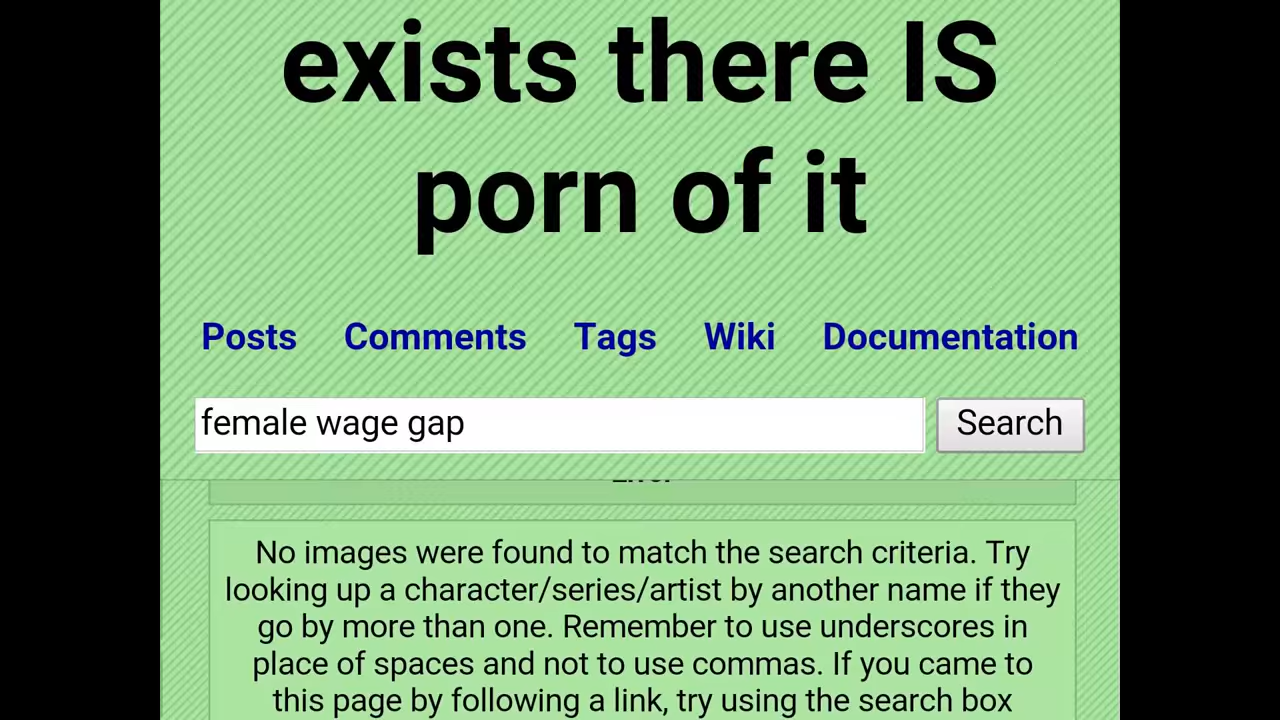 exists there IS
porn of it
Posts Comments Tags Wiki Documentation
female wage gap Search
No images were found to match the search criteria. Try
looking up a character/series/artist by another name if they
go by more than one. Remember to use underscores in
place of spaces and not to use commas. If you came to
this page by following a link, try using the search box